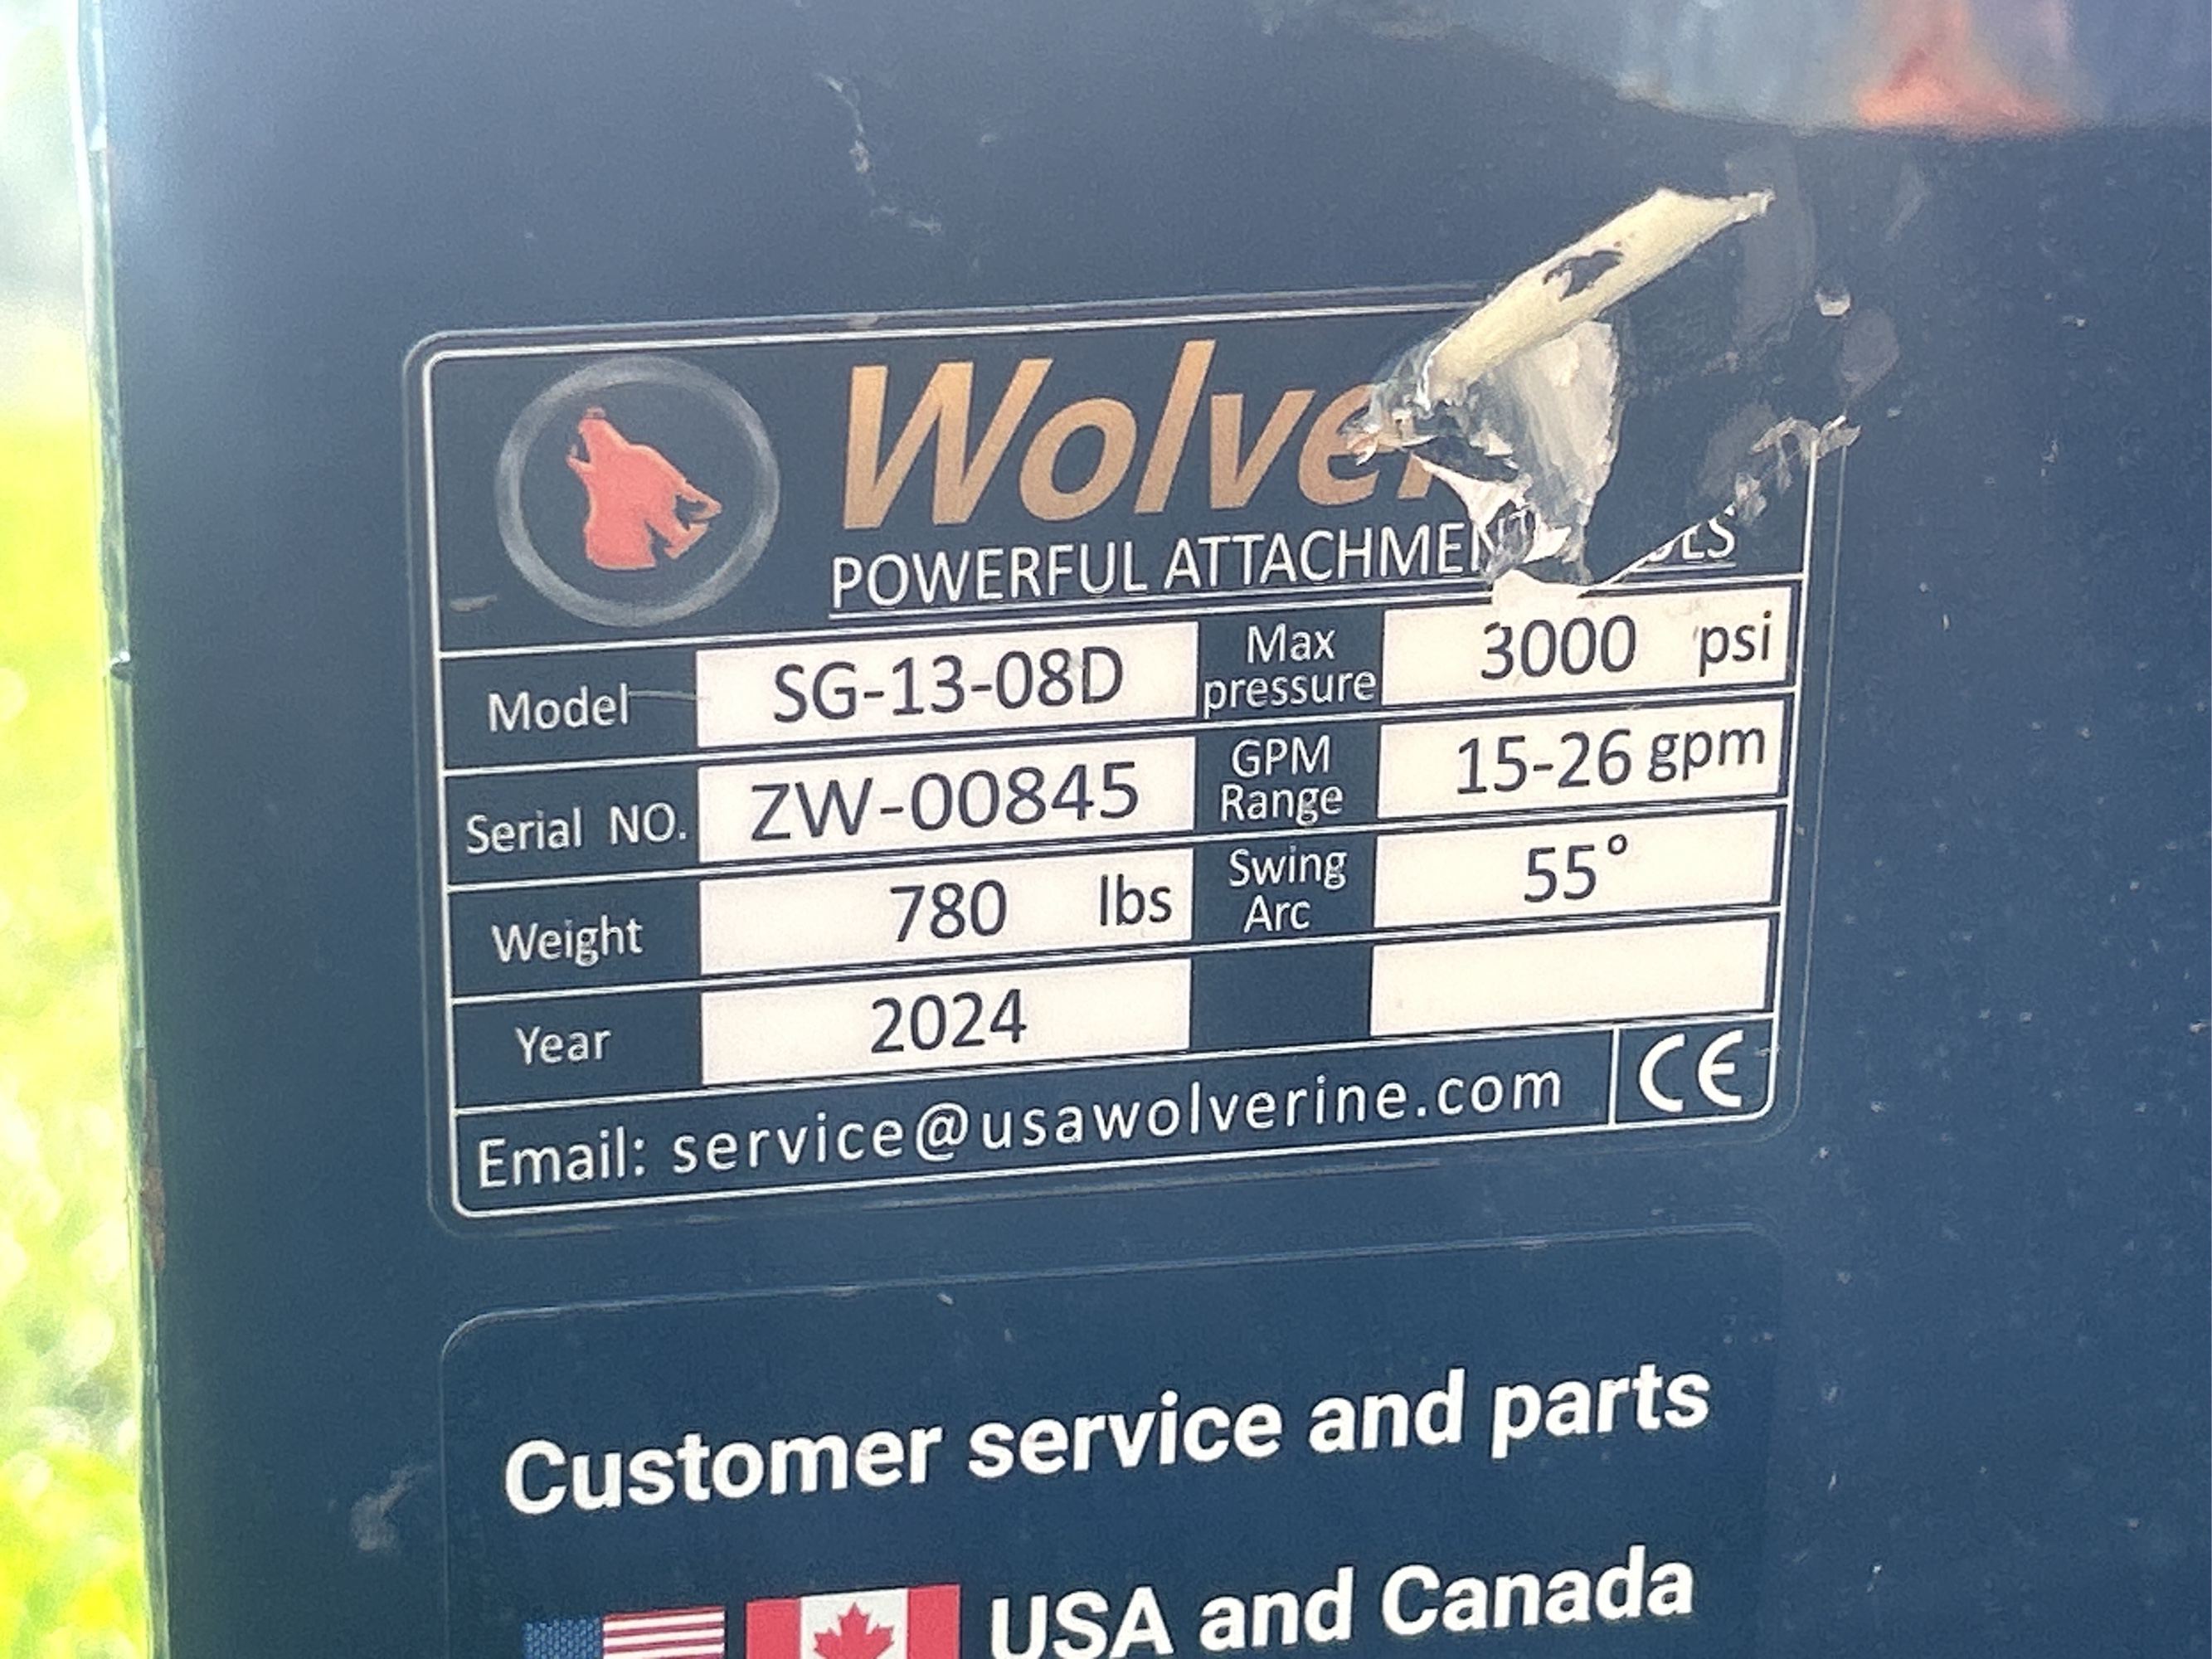 Wolver
POWERFUL ATTACHMEN
Model SG-13-08D Max pressure 3000 psi
Serial NO. ZW-00845 GPM Range 15-26 gpm
Weight 780 lbs Swing Arc 55°
Year 2024
Email: service@usawolverine.com CE
Customer service and parts
USA and Canada